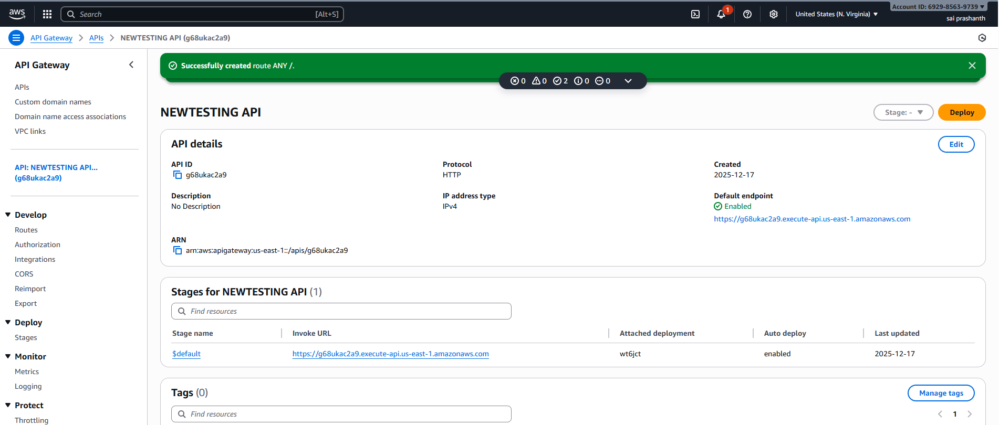 aws
Search
[Alt+S]
1
United States (N. Virginia)
Account ID: 6929-8563-9739
sai prashanth
API Gateway
APIs
NEWTESTING API (g68ukac2a9)
API Gateway
APIs
Custom domain names
Domain name access associations
VPC links
API: NEWTESTING API...
(g68ukac2a9)
Develop
Routes
Authorization
Integrations
CORS
Reimport
Export
Deploy
Stages
Monitor
Metrics
Logging
Protect
Throttling
Successfully created route ANY /.
0 0 2 0 0
NEWTESTING API
Stage: -
Deploy
API details
Edit
API ID
g68ukac2a9
Protocol
HTTP
Created
2025-12-17
Description
No Description
IP address type
IPv4
Default endpoint
Enabled
https://g68ukac2a9.execute-api.us-east-1.amazonaws.com
ARN
arn:aws:apigateway:us-east-1::/apis/g68ukac2a9
Stages for NEWTESTING API (1)
Find resources
Stage name Invoke URL Attached deployment Auto deploy Last updated
$default https://g68ukac2a9.execute-api.us-east-1.amazonaws.com wt6jct enabled 2025-12-17
Tags (0)
Manage tags
Find resources
1